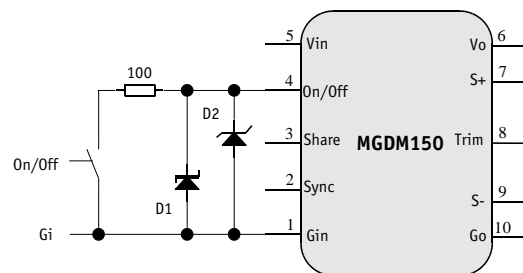 5 Vin Vo 6
100 S+ 7
4 On/Off
D2
3 Share MGDM150 Trim 8
On/Off
2 Sync
D1 S- 9
Gi 1 Gin Go 10